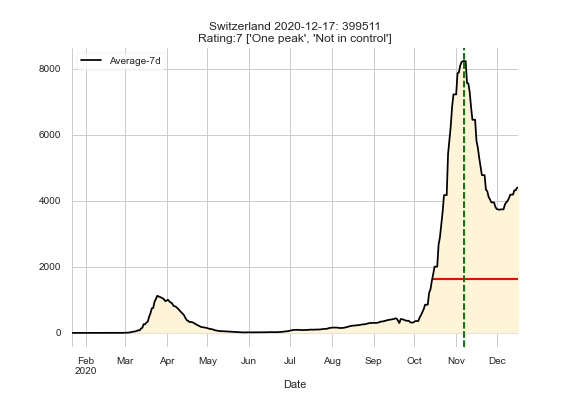 Switzerland 2020-12-17: 399511
Rating:7 ['One peak', 'Not in control']
Average-7d
8000
6000
4000
2000
0
Feb Mar Apr May Jun Jul Aug Sep Oct Nov Dec
2020
Date